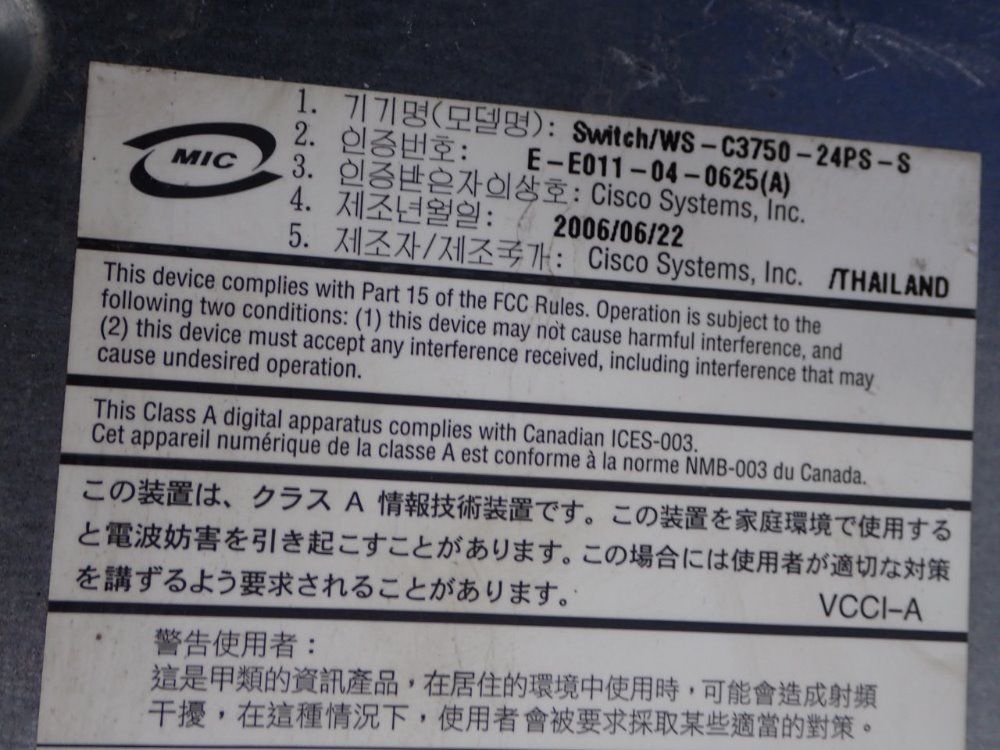 MIC
1. 기기명(모델명): Switch/WS-C3750-24PS-S
2. 인증번호: E-E011-04-0625(A)
3. 인증받은자의상호: Cisco Systems, Inc.
4. 제조년월일: 2006/06/22
5. 제조자/제조국가: Cisco Systems, Inc. /THAILAND
This device complies with Part 15 of the FCC Rules. Operation is subject to the
following two conditions: (1) this device may not cause harmful interference, and
(2) this device must accept any interference received, including interference that may
cause undesired operation.
This Class A digital apparatus complies with Canadian ICES-003.
Cet appareil numérique de la classe A est conforme à la norme NMB-003 du Canada.
この装置は、クラス A 情報技術装置です。この装置を家庭環境で使用する
と電波妨害を引き起こすことがあります。この場合には使用者が適切な対策
を講ずるよう要求されることがあります。
VCCI-A
警告使用者：
這是甲類的資訊產品，在居住的環境中使用時，可能會造成射頻
干擾，在這種情況下，使用者會被要求採取某些適當的對策。